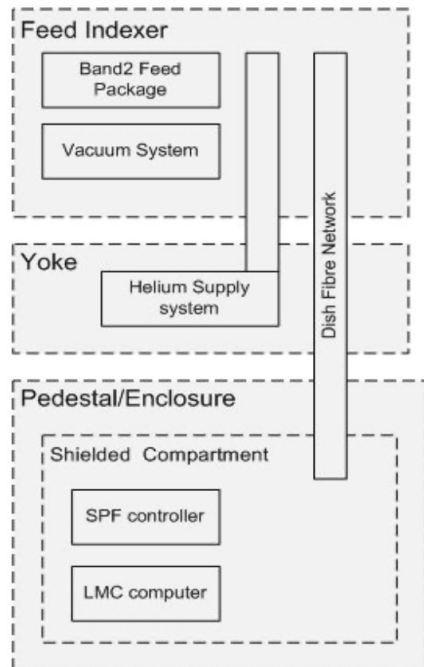 Feed Indexer
Band2 Feed
Package
Vacuum System
Yoke
Helium Supply
system
Dish Fibre Network
Pedestal/Enclosure
Shielded Compartment
SPF controller
LMC computer